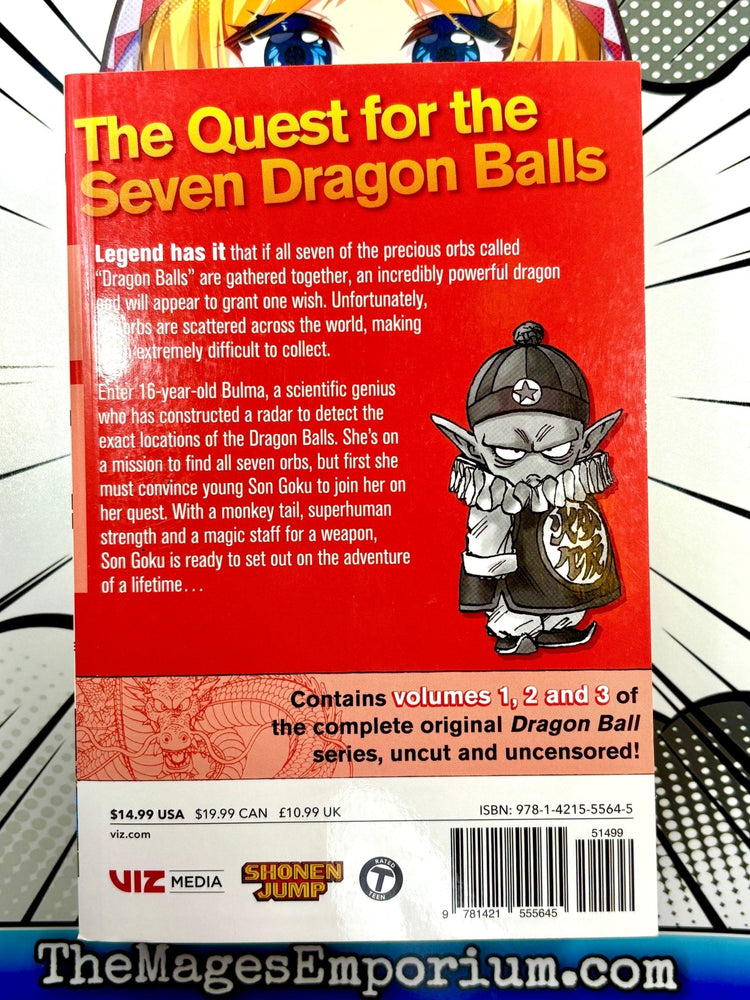 The Quest for the
Seven Dragon Balls
Legend has it that if all seven of the precious orbs called
“Dragon Balls” are gathered together, an incredibly powerful dragon
god will appear to grant one wish. Unfortunately,
orbs are scattered across the world, making
extremely difficult to collect.
Enter 16-year-old Bulma, a scientific genius
who has constructed a radar to detect the
exact locations of the Dragon Balls. She’s on
a mission to find all seven orbs, but first she
must convince young Son Goku to join her on
her quest. With a monkey tail, superhuman
strength and a magic staff for a weapon,
Son Goku is ready to set out on the adventure
of a lifetime...
Contains volumes 1, 2 and 3 of
the complete original Dragon Ball
series, uncut and uncensored!
$14.99 USA $19.99 CAN £10.99 UK
viz.com
ISBN: 978-1-4215-5564-5
51499
VIZ MEDIA
SHONEN
JUMP
RATED
T
TEEN
9 781421 555645
TheMagesEmporium.com